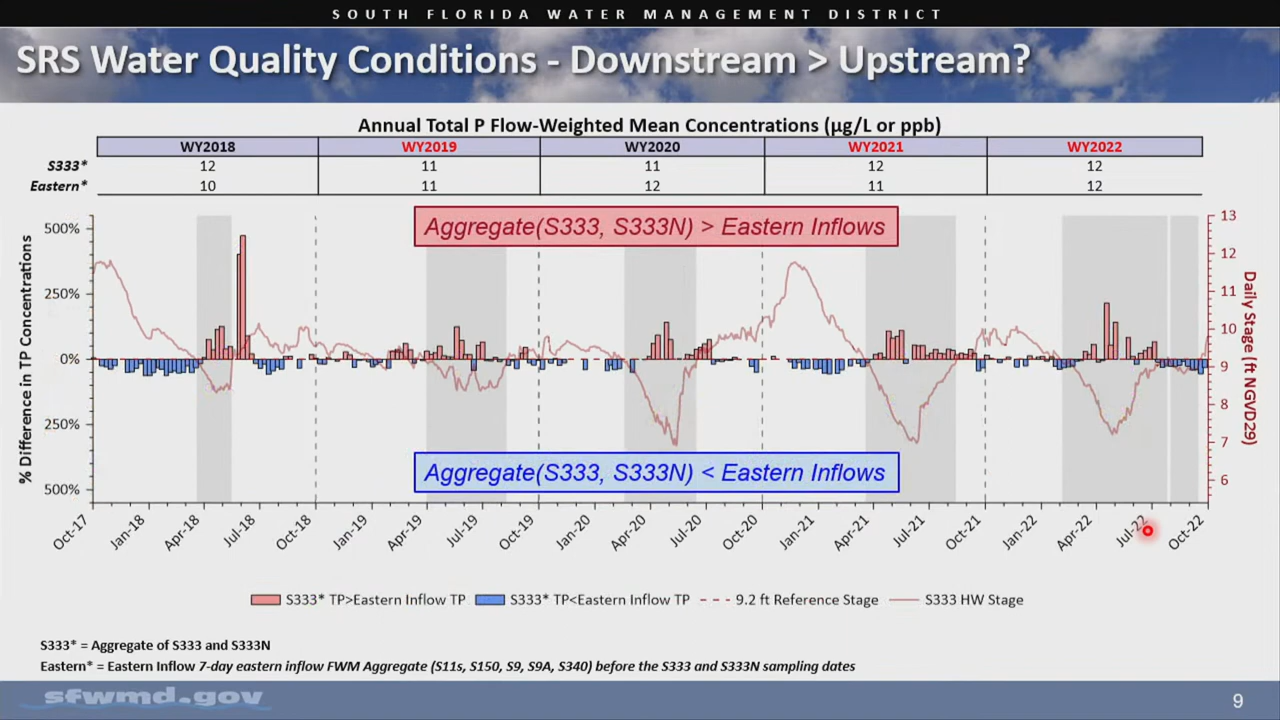 SOUTH FLORIDA WATER MANAGEMENT DISTRICT
SRS Water Quality Conditions - Downstream > Upstream?
Annual Total P Flow-Weighted Mean Concentrations (µg/L or ppb)
WY2018 WY2019 WY2020 WY2021 WY2022
S333* 12 11 11 12 12
Eastern* 10 11 12 11 12
% Difference in TP Concentrations
500%
250%
0%
250%
500%
Aggregate(S333, S333N) > Eastern Inflows
Aggregate(S333, S333N) < Eastern Inflows
13
12
11
10
9
8
7
6
Daily Stage (ft NGVD29)
Oct-17 Jan-18 Apr-18 Jul-18 Oct-18 Jan-19 Apr-19 Jul-19 Oct-19 Jan-20 Apr-20 Jul-20 Oct-20 Jan-21 Apr-21 Jul-21 Oct-21 Jan-22 Apr-22 Jul-22 Oct-22
S333* TP>Eastern Inflow TP S333* TP<Eastern Inflow TP 9.2 ft Reference Stage S333 HW Stage
S333* = Aggregate of S333 and S333N
Eastern* = Eastern Inflow 7-day eastern inflow FWM Aggregate (S11s, S150, S9, S9A, S340) before the S333 and S333N sampling dates
sfwmd.gov
9